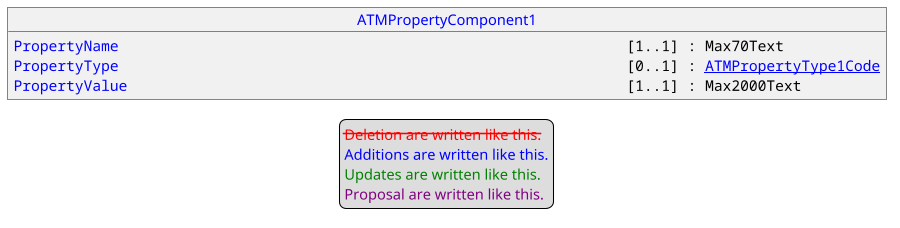 ATMPropertyComponent1
PropertyName [1..1] : Max70Text
PropertyType [0..1] : ATMPropertyType1Code
PropertyValue [1..1] : Max2000Text
Deletion are written like this.
Additions are written like this.
Updates are written like this.
Proposal are written like this.